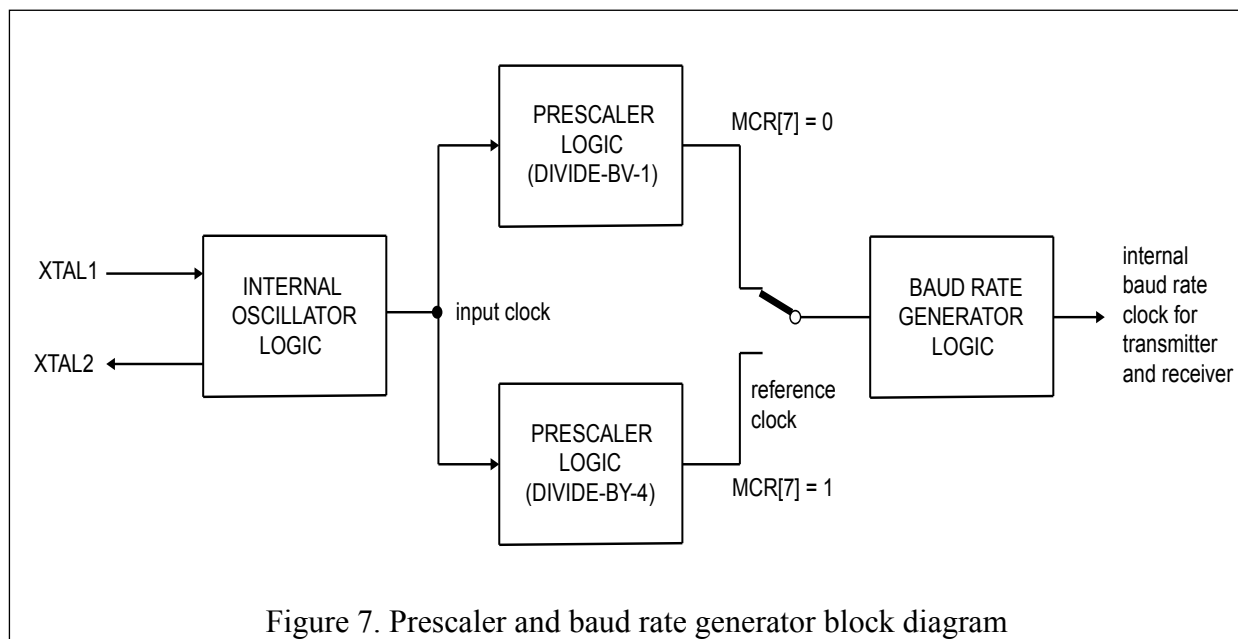 PRESCALER
LOGIC
(DIVIDE-BV-1)
MCR[7] = 0
XTAL1
XTAL2
INTERNAL
OSCILLATOR
LOGIC
input clock
BAUD RATE
GENERATOR
LOGIC
internal
baud rate
clock for
transmitter
and receiver
reference
clock
PRESCALER
LOGIC
(DIVIDE-BY-4)
MCR[7] = 1
Figure 7. Prescaler and baud rate generator block diagram